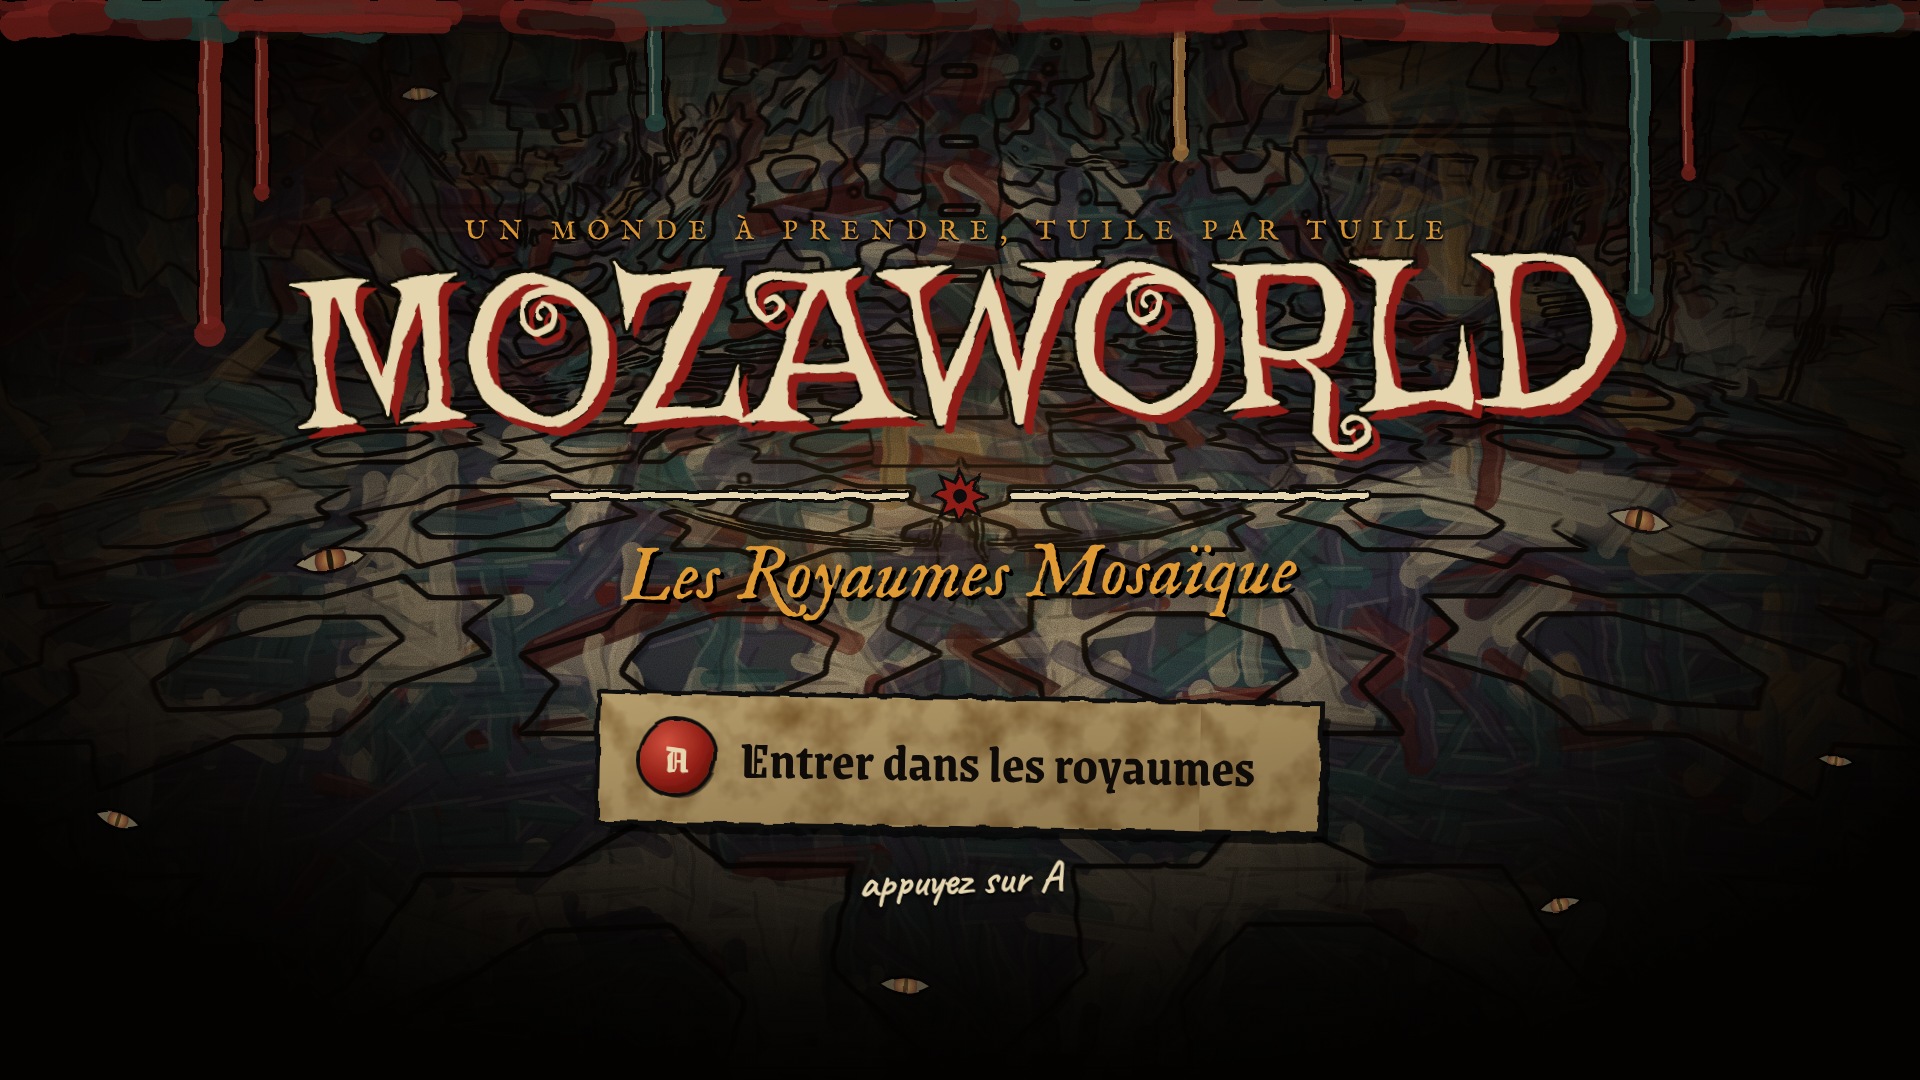 UN MONDE À PRENDRE, TUILE PAR TUILE
MOZAWORLD
Les Royaumes Mosaïque
A Entrer dans les royaumes
appuyez sur A